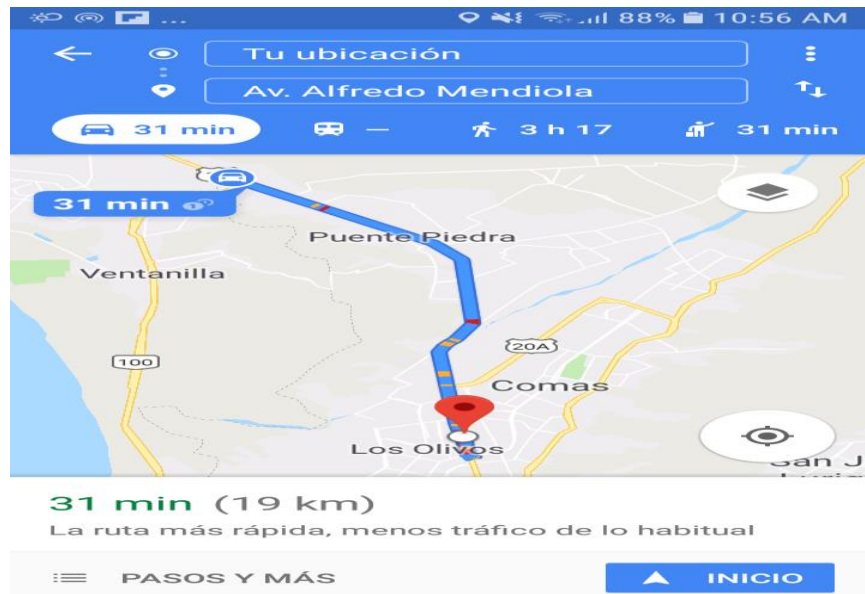 ... 88% 10:56 AM
Tu ubicación
Av. Alfredo Mendiola
31 min — 3 h 17 31 min
31 min
Puente Piedra
Ventanilla
20A
100
Comas
Los Olivos
San J
31 min (19 km)
La ruta más rápida, menos tráfico de lo habitual
PASOS Y MÁS INICIO